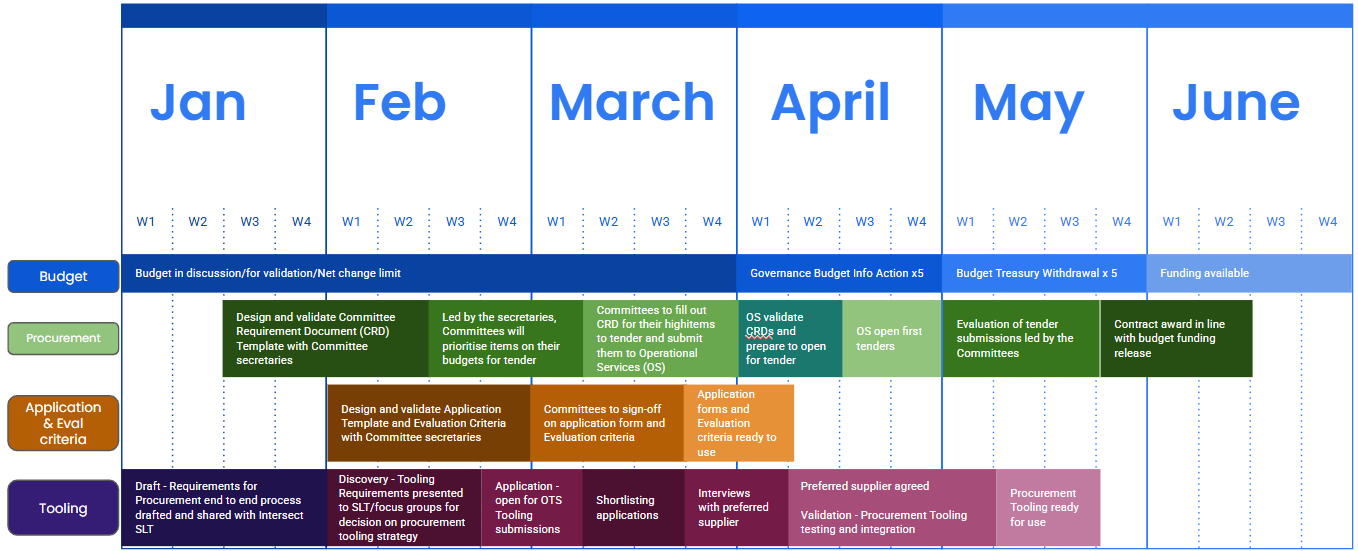 Jan
Feb
March
April
May
June
W1 W2 W3 W4 W1 W2 W3 W4 W1 W2 W3 W4 W1 W2 W3 W4 W1 W2 W3 W4 W1 W2 W3 W4
Budget
Budget in discussion/for validation/Net change limit
Governance Budget Info Action x5
Budget Treasury Withdrawal x 5
Funding available
Procurement
Design and validate Committee
Requirement Document (CRD)
Template with Committee
secretaries
Led by the secretaries,
Committees will
prioritise items on their
budgets for tender
Committees to fill out
CRD for their highitems
to tender and submit
them to Operational
Services (OS)
OS validate
CRDs and
prepare to open
for tender
OS open first
tenders
Evaluation of tender
submissions led by the
Committees
Contract award in line
with budget funding
release
Application
& Eval
criteria
Design and validate Application
Template and Evaluation Criteria
with Committee secretaries
Committees to sign-off
on application form and
Evaluation criteria
Application
forms and
Evaluation
criteria ready to
use
Tooling
Draft - Requirements for
Procurement end to end process
drafted and shared with Intersect
SLT
Discovery - Tooling
Requirements presented
to SLT/focus groups for
decision on procurement
tooling strategy
Application -
open for OTS
Tooling
submissions
Shortlisting
applications
Interviews
with preferred
supplier
Preferred supplier agreed
Validation - Procurement Tooling
testing and integration
Procurement
Tooling ready
for use